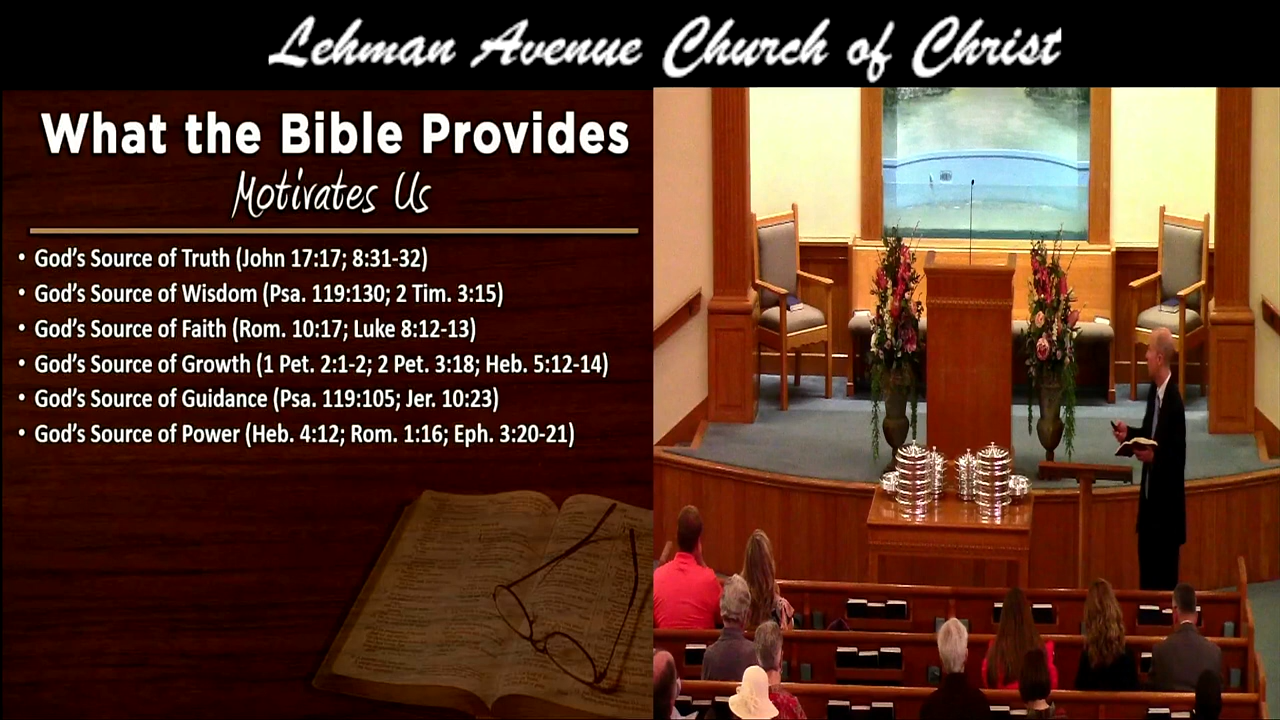 Lehman Avenue Church of Christ
What the Bible Provides
Motivates Us
• God's Source of Truth (John 17:17; 8:31-32)
• God's Source of Wisdom (Psa. 119:130; 2 Tim. 3:15)
• God's Source of Faith (Rom. 10:17; Luke 8:12-13)
• God's Source of Growth (1 Pet. 2:1-2; 2 Pet. 3:18; Heb. 5:12-14)
• God's Source of Guidance (Psa. 119:105; Jer. 10:23)
• God's Source of Power (Heb. 4:12; Rom. 1:16; Eph. 3:20-21)